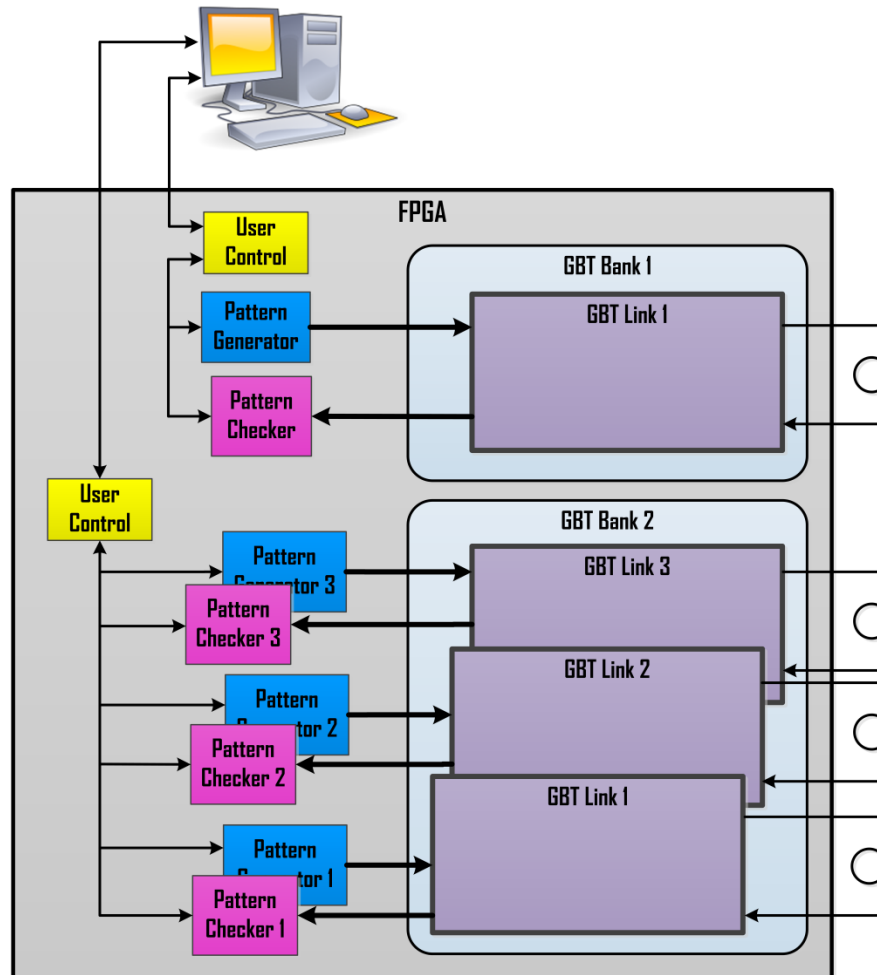 FPGA
User
Control
GBT Bank 1
Pattern
Generator
GBT Link 1
Pattern
Checker
User
Control
GBT Bank 2
Pattern
Generator 3
GBT Link 3
Pattern
Checker 3
GBT Link 2
Pattern
tor 2
Pattern
Checker 2
GBT Link 1
Pattern
tor 1
Pattern
Checker 1